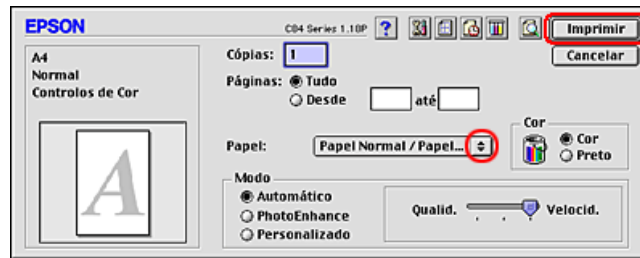 EPSON
C84 Series 1.10P
?
Imprimir
Cancelar
A4
Normal
Controlos de Cor
A
Cópias: 1
Páginas: Tudo
Desde até
Papel: Papel Normal / Papel...
Cor
Cor
Preto
Modo
Automático
PhotoEnhance
Personalizado
Qualid. Velocid.